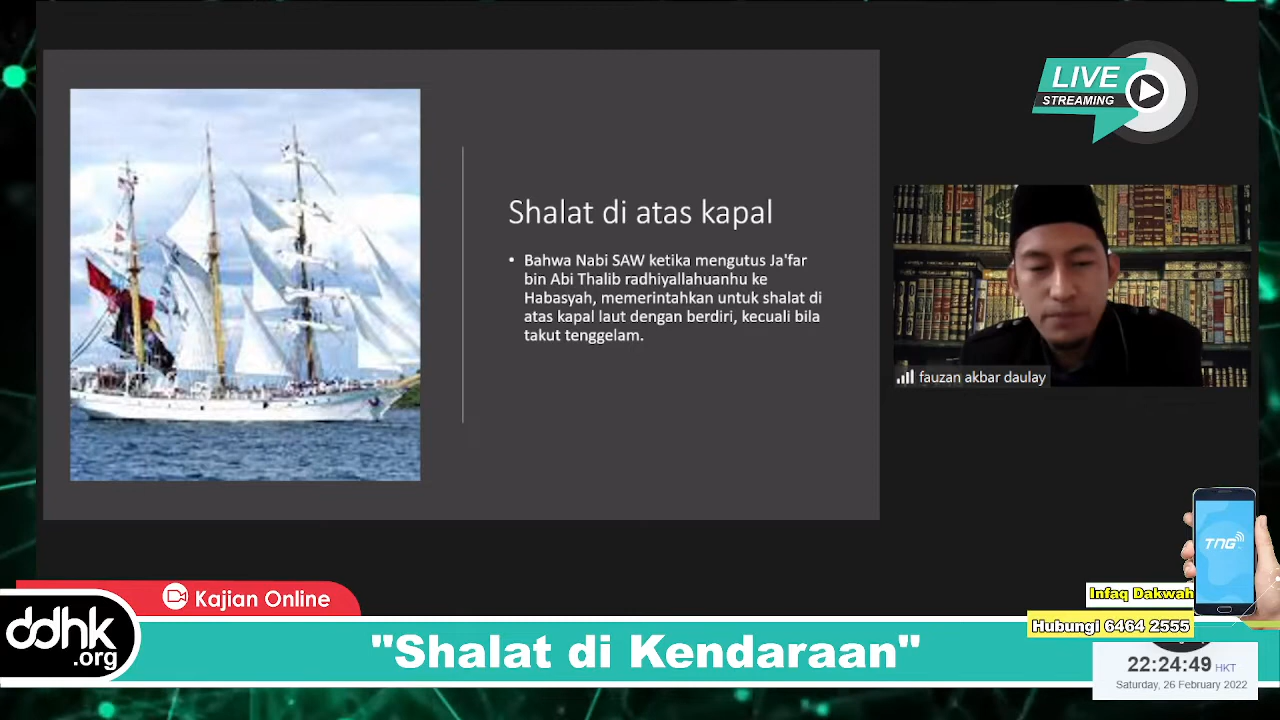 LIVE
STREAMING
Shalat di atas kapal
• Bahwa Nabi SAW ketika mengutus Ja'far
bin Abi Thalib radhiyallahuanhu ke
Habasyah, memerintahkan untuk shalat di
atas kapal laut dengan berdiri, kecuali bila
takut tenggelam.
fauzan akbar daulay
TNG
Kajian Online
Infaq Dakwah
Hubungi 6464 2555
ddhk
.org
"Shalat di Kendaraan"
22:24:49 HKT
Saturday, 26 February 2022